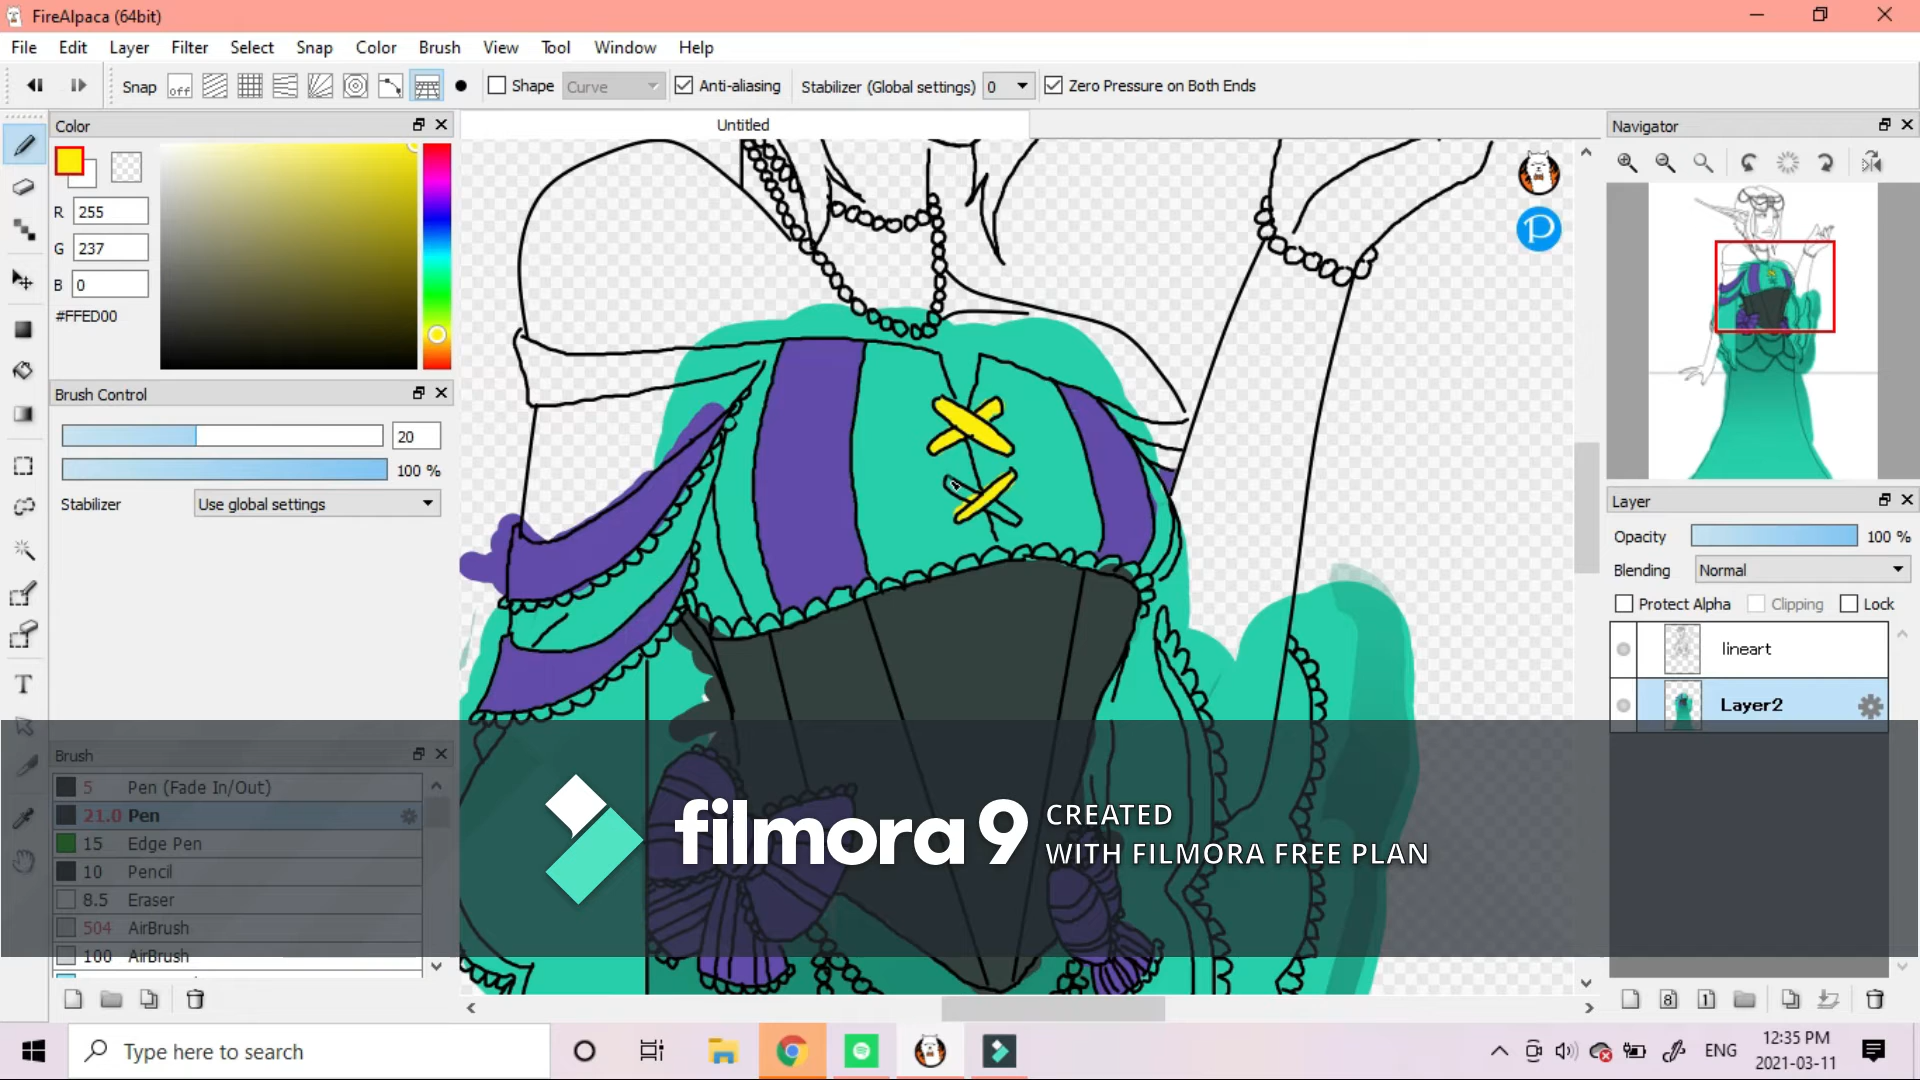 FireAlpaca (64bit)
File Edit Layer Filter Select Snap Color Brush View Tool Window Help
Snap off Shape Curve Anti-aliasing Stabilizer (Global settings) 0 Zero Pressure on Both Ends
Color
Untitled
Navigator
R 255
G 237
B 0
#FFED00
Brush Control
20
100 %
Stabilizer Use global settings
P
Layer
Opacity 100 %
Blending Normal
Protect Alpha Clipping Lock
lineart
Layer2
T
Brush
5 Pen (Fade In/Out)
21.0 Pen
15 Edge Pen
10 Pencil
8.5 Eraser
504 AirBrush
100 AirBrush
filmora 9
CREATED
WITH FILMORA FREE PLAN
8 1
Type here to search
ENG
12:35 PM
2021-03-11